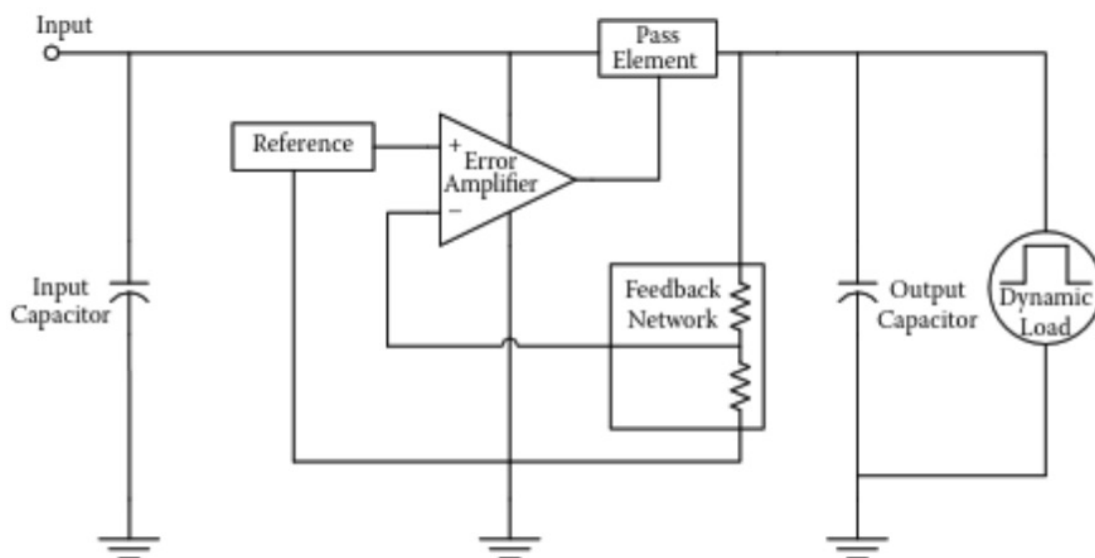 Input
Pass
Element
Reference
+
Error
Amplifier
−
Input
Capacitor
Feedback
Network
Output
Capacitor
Dynamic
Load